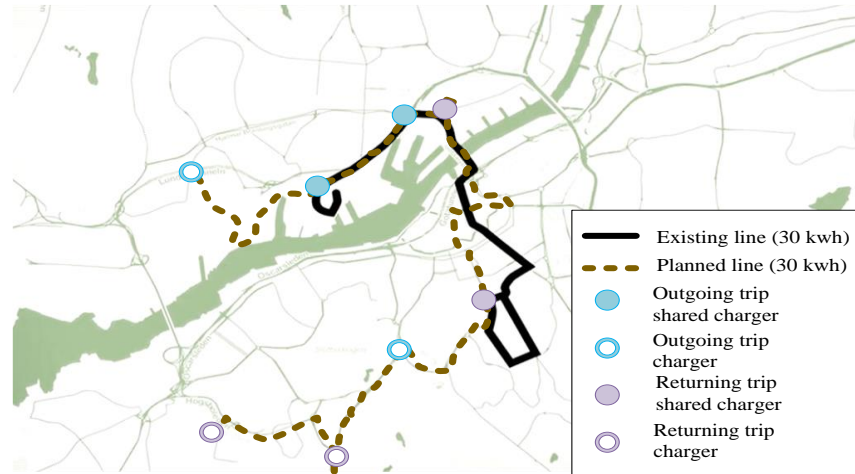 Existing line (30 kwh)
Planned line (30 kwh)
Outgoing trip
shared charger
Outgoing trip
charger
Returning trip
shared charger
Returning trip
charger